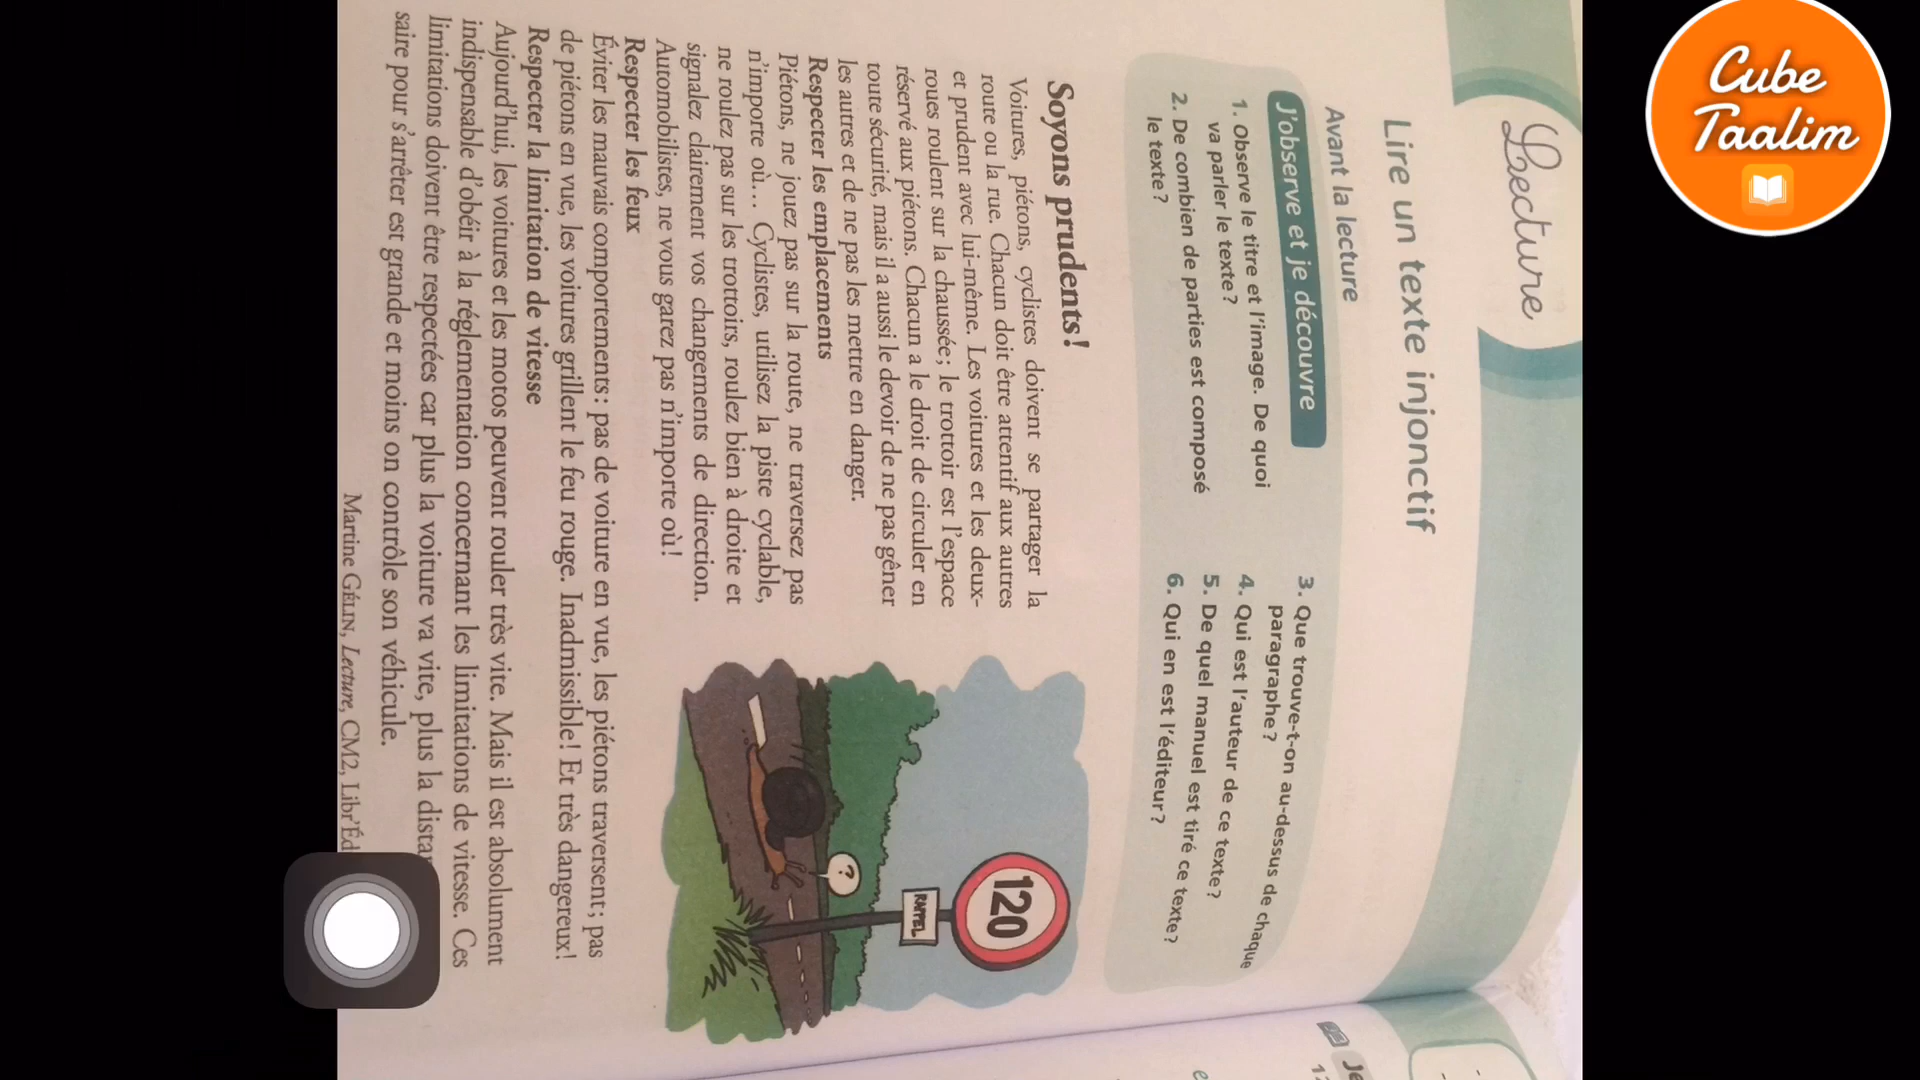 Cube
Taalim
Lecture
Lire un texte injonctif
Avant la lecture
J'observe et je découvre
1. Observe le titre et l'image. De quoi
va parler le texte ?
2. De combien de parties est composé
le texte ?
3. Que trouve-t-on au-dessus de chaque
paragraphe ?
4. Qui est l'auteur de ce texte?
5. De quel manuel est tiré ce texte?
6. Qui en est l'éditeur ?
Soyons prudents!
Voitures, piétons, cyclistes doivent se partager la
route ou la rue. Chacun doit être attentif aux autres
et prudent avec lui-même. Les voitures et les deux-
roues roulent sur la chaussée; le trottoir est l'espace
réservé aux piétons. Chacun a le droit de circuler en
toute sécurité, mais il a aussi le devoir de ne pas gêner
les autres et de ne pas les mettre en danger.
Respecter les emplacements
Piétons, ne jouez pas sur la route, ne traversez pas
n'importe où... Cyclistes, utilisez la piste cyclable,
ne roulez pas sur les trottoirs, roulez bien à droite et
signalez clairement vos changements de direction.
Automobilistes, ne vous garez pas n'importe où!
120
RAPPEL
?
Respecter les feux
Éviter les mauvais comportements : pas de voiture en vue, les piétons traversent; pas
de piétons en vue, les voitures grillent le feu rouge. Inadmissible! Et très dangereux!
Respecter la limitation de vitesse
Aujourd'hui, les voitures et les motos peuvent rouler très vite. Mais il est absolument
indispensable d'obéir à la réglementation concernant les limitations de vitesse. Ces
limitations doivent être respectées car plus la voiture va vite, plus la
saire pour s'arrêter est grande et moins on contrôle son véhicule.
Martine GÉLIN, Lecture, CM2, Libr'Éd